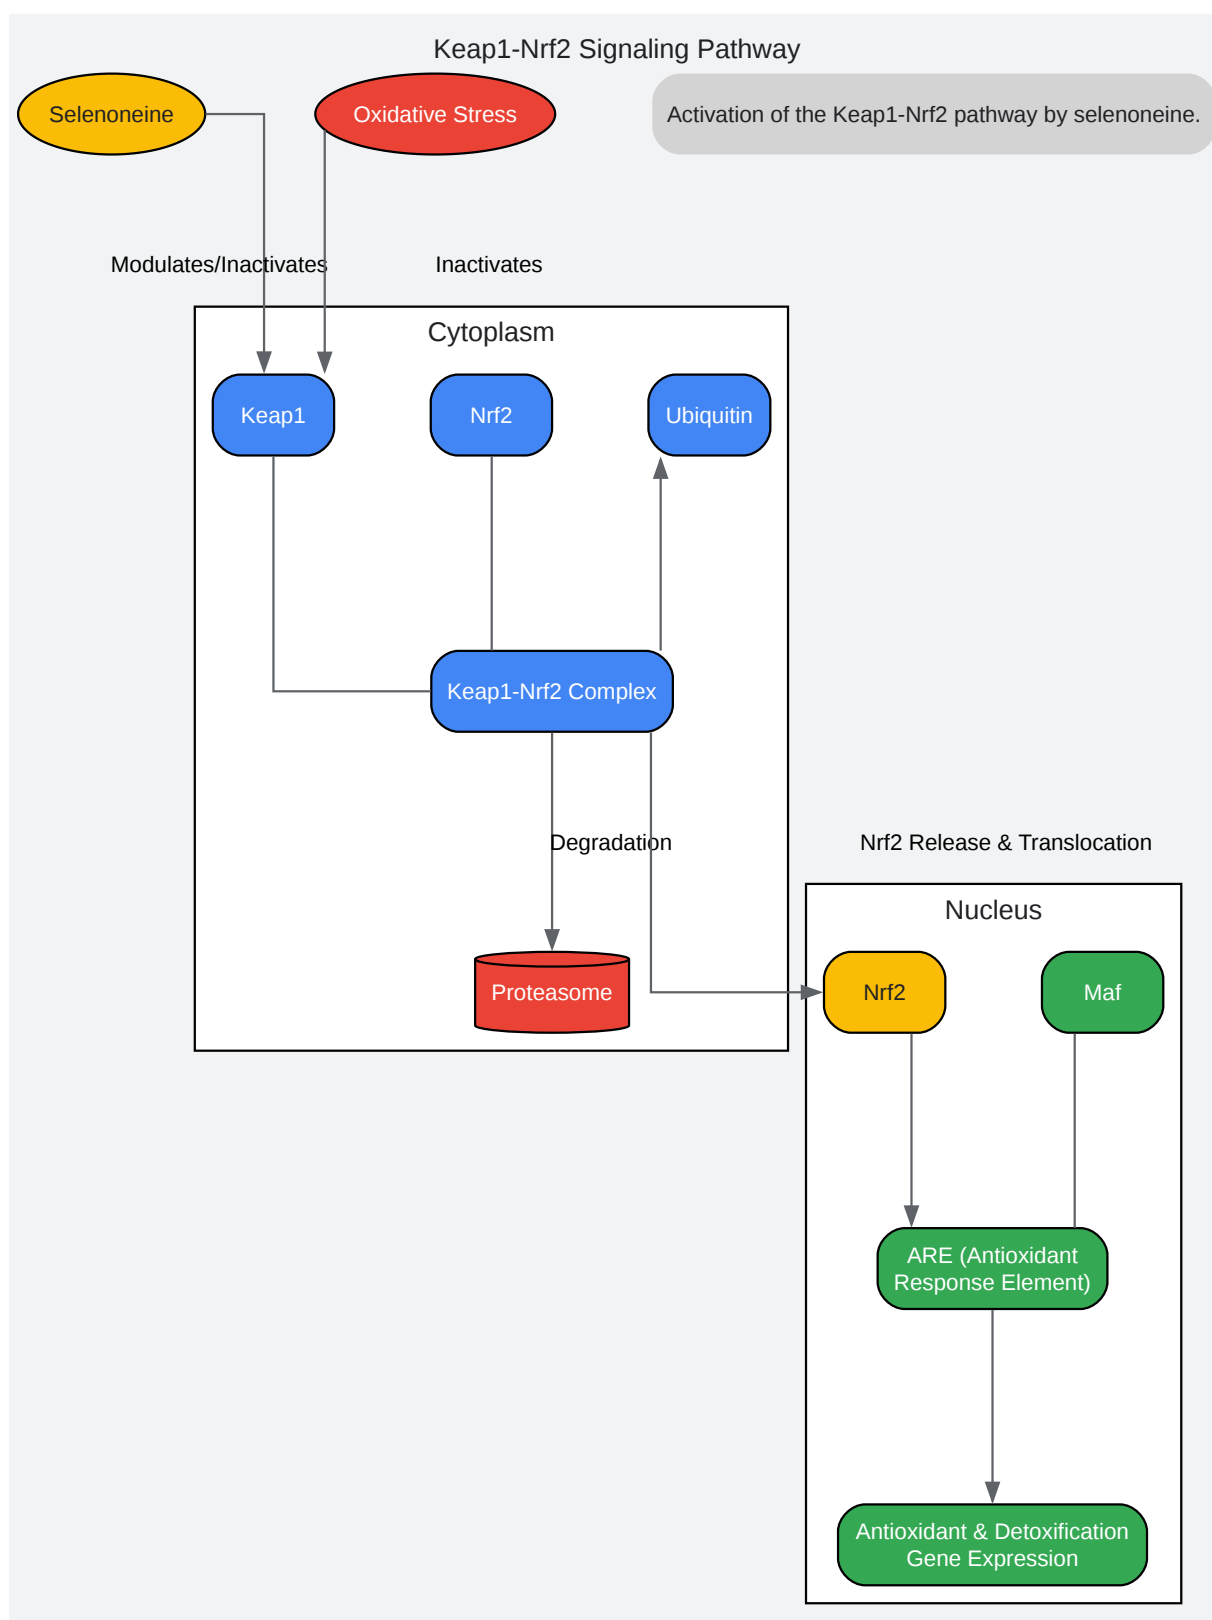 Keap1-Nrf2 Signaling Pathway
Selenoneine
Oxidative Stress
Activation of the Keap1-Nrf2 pathway by selenoneine.
Modulates/Inactivates
Inactivates
Cytoplasm
Keap1
Nrf2
Ubiquitin
Keap1-Nrf2 Complex
Degradation
Nrf2 Release & Translocation
Nucleus
Proteasome
Nrf2
Maf
ARE (Antioxidant
Response Element)
Antioxidant & Detoxification
Gene Expression